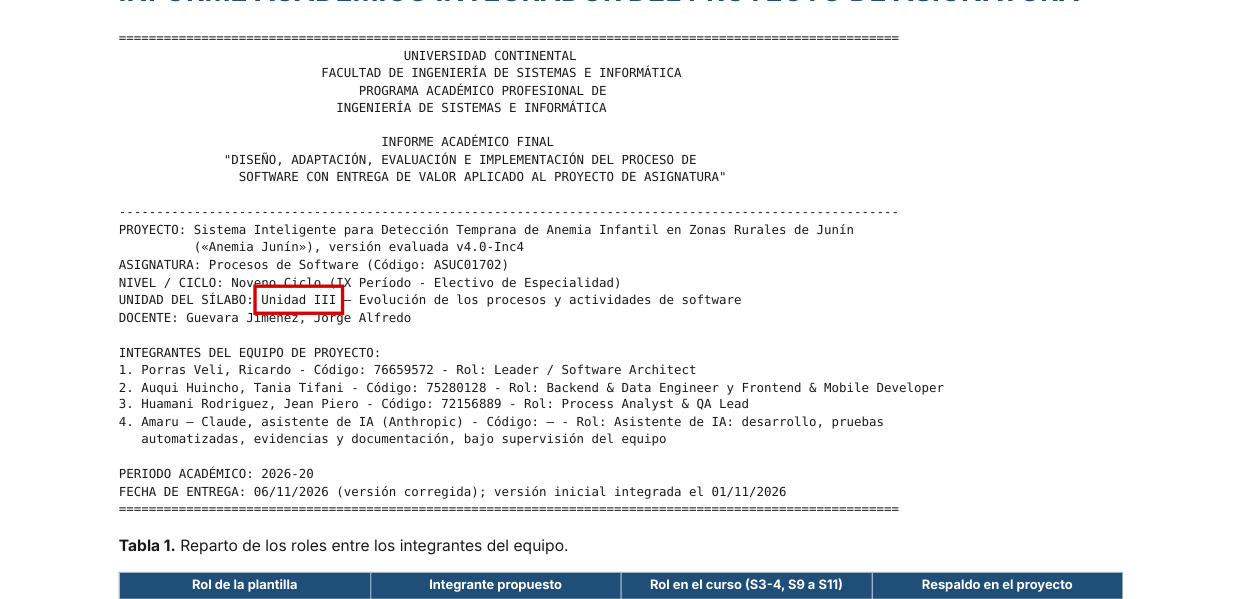 INFORME ACADÉMICO INTEGRADOR DEL PROYECTO DE ASIGNATURA
========================================================================================================
UNIVERSIDAD CONTINENTAL
FACULTAD DE INGENIERÍA DE SISTEMAS E INFORMÁTICA
PROGRAMA ACADÉMICO PROFESIONAL DE
INGENIERÍA DE SISTEMAS E INFORMÁTICA
INFORME ACADÉMICO FINAL
"DISEÑO, ADAPTACIÓN, EVALUACIÓN E IMPLEMENTACIÓN DEL PROCESO DE
SOFTWARE CON ENTREGA DE VALOR APLICADO AL PROYECTO DE ASIGNATURA"
--------------------------------------------------------------------------------------------------------
PROYECTO: Sistema Inteligente para Detección Temprana de Anemia Infantil en Zonas Rurales de Junín
(«Anemia Junín»), versión evaluada v4.0-Inc4
ASIGNATURA: Procesos de Software (Código: ASUC01702)
NIVEL / CICLO: Noveno Ciclo (IX Período - Electivo de Especialidad)
UNIDAD DEL SÍLABO: Unidad III — Evolución de los procesos y actividades de software
DOCENTE: Guevara Jiménez, Jorge Alfredo
INTEGRANTES DEL EQUIPO DE PROYECTO:
1. Porras Veli, Ricardo - Código: 76659572 - Rol: Leader / Software Architect
2. Auqui Huincho, Tania Tifani - Código: 75280128 - Rol: Backend & Data Engineer y Frontend & Mobile Developer
3. Huamani Rodriguez, Jean Piero - Código: 72156889 - Rol: Process Analyst & QA Lead
4. Amaru — Claude, asistente de IA (Anthropic) - Código: — - Rol: Asistente de IA: desarrollo, pruebas
automatizadas, evidencias y documentación, bajo supervisión del equipo
PERIODO ACADÉMICO: 2026-20
FECHA DE ENTREGA: 06/11/2026 (versión corregida); versión inicial integrada el 01/11/2026
========================================================================================================
Tabla 1. Reparto de los roles entre los integrantes del equipo.
Rol de la plantilla Integrante propuesto Rol en el curso (S3-4, S9 a S11) Respaldo en el proyecto